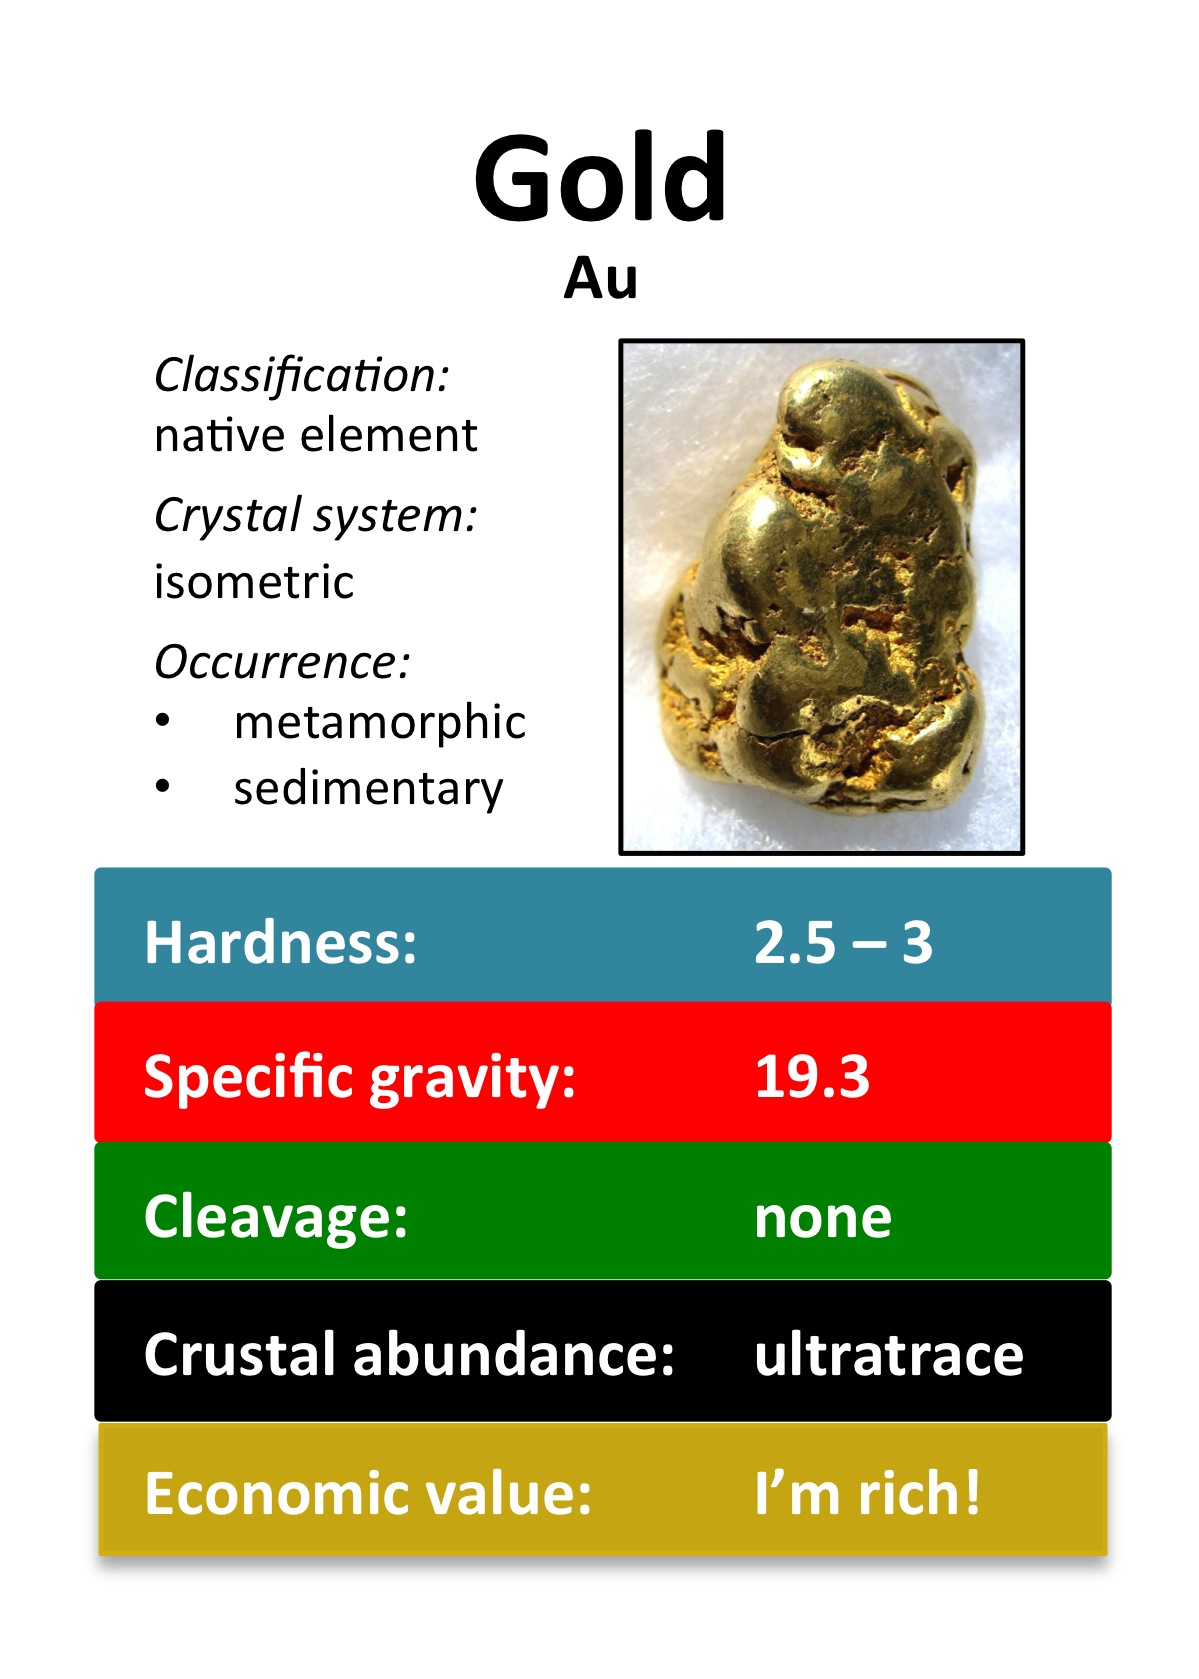 Gold
Au
Classification:
native element
Crystal system:
isometric
Occurrence:
• metamorphic
• sedimentary
Hardness: 2.5 – 3
Specific gravity: 19.3
Cleavage: none
Crustal abundance: ultratrace
Economic value: I’m rich!